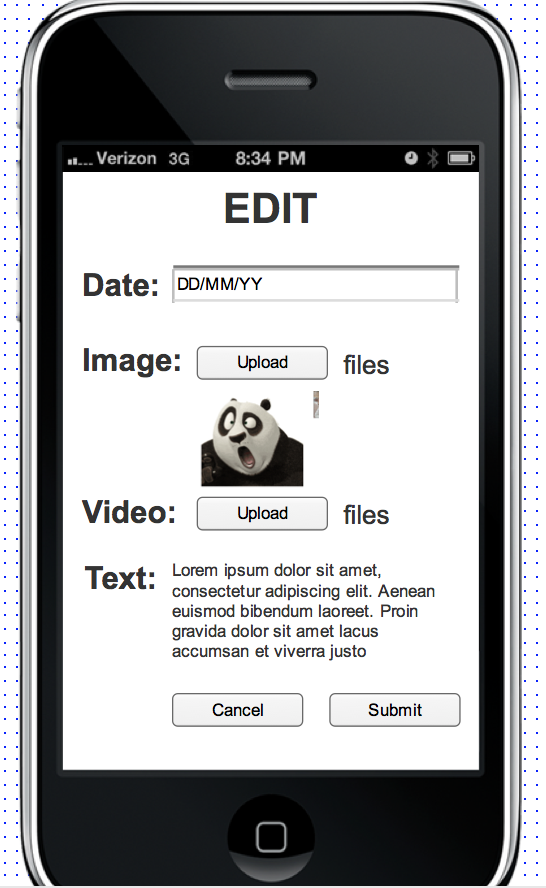 Verizon 3G 8:34 PM
EDIT
Date: DD/MM/YY
Image: Upload files
Video: Upload files
Text: Lorem ipsum dolor sit amet,
consectetur adipiscing elit. Aenean
euismod bibendum laoreet. Proin
gravida dolor sit amet lacus
accumsan et viverra justo
Cancel Submit